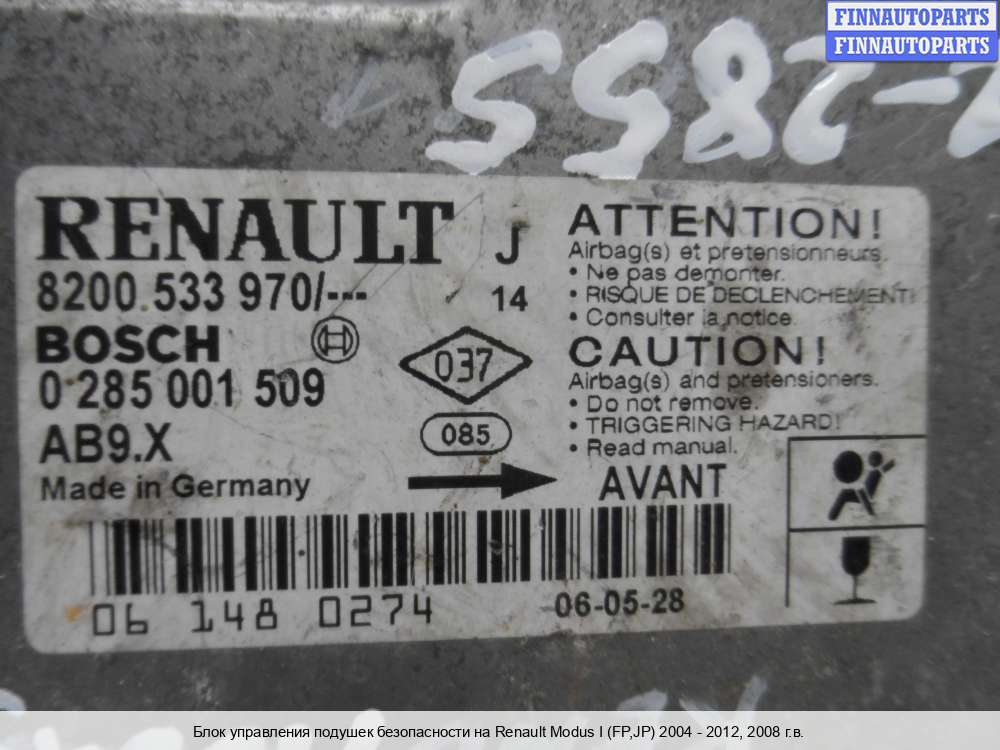 FINNAUTOPARTS
FINNAUTOPARTS
-2855
RENAULT J
8200 533 970/--- 14
BOSCH
0 285 001 509
037
AB9.X
085
Made in Germany
ATTENTION!
Airbag(s) et pretensionneurs.
• Ne pas demonter.
• RISQUE DE DECLENCHEMENT!
• Consulter la notice.
CAUTION!
Airbag(s) and pretensioners.
• Do not remove.
• TRIGGERING HAZARD!
• Read manual.
AVANT
06 148 0274
06-05-28
Блок управления подушек безопасности на Renault Modus I (FP,JP) 2004 - 2012, 2008 г.в.